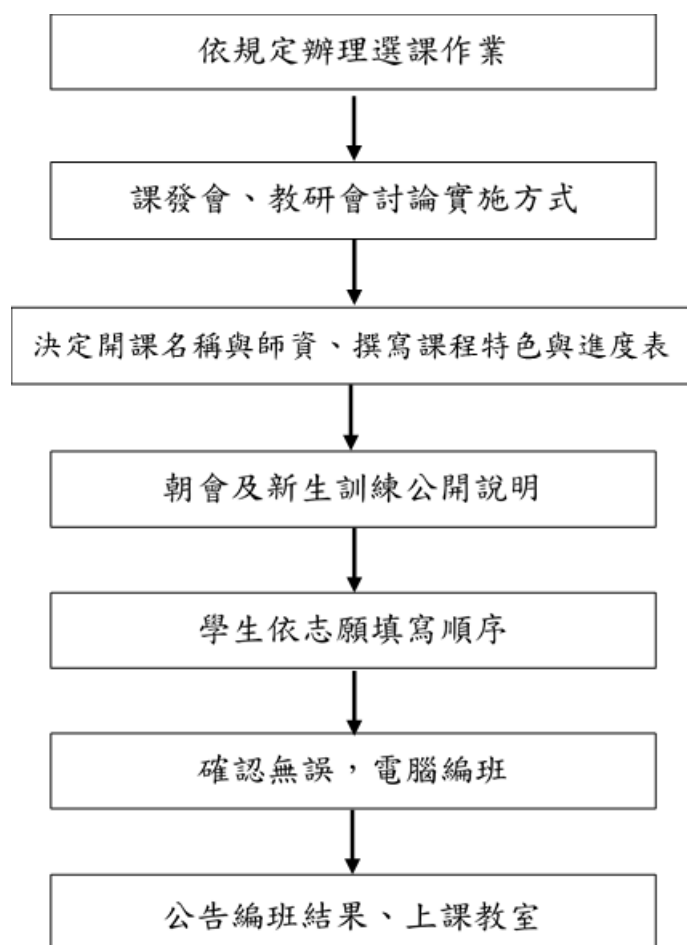 依規定辦理選課作業
課發會、教研會討論實施方式
決定開課名稱與師資、撰寫課程特色與進度表
朝會及新生訓練公開說明
學生依志願填寫順序
確認無誤，電腦編班
公告編班結果、上課教室